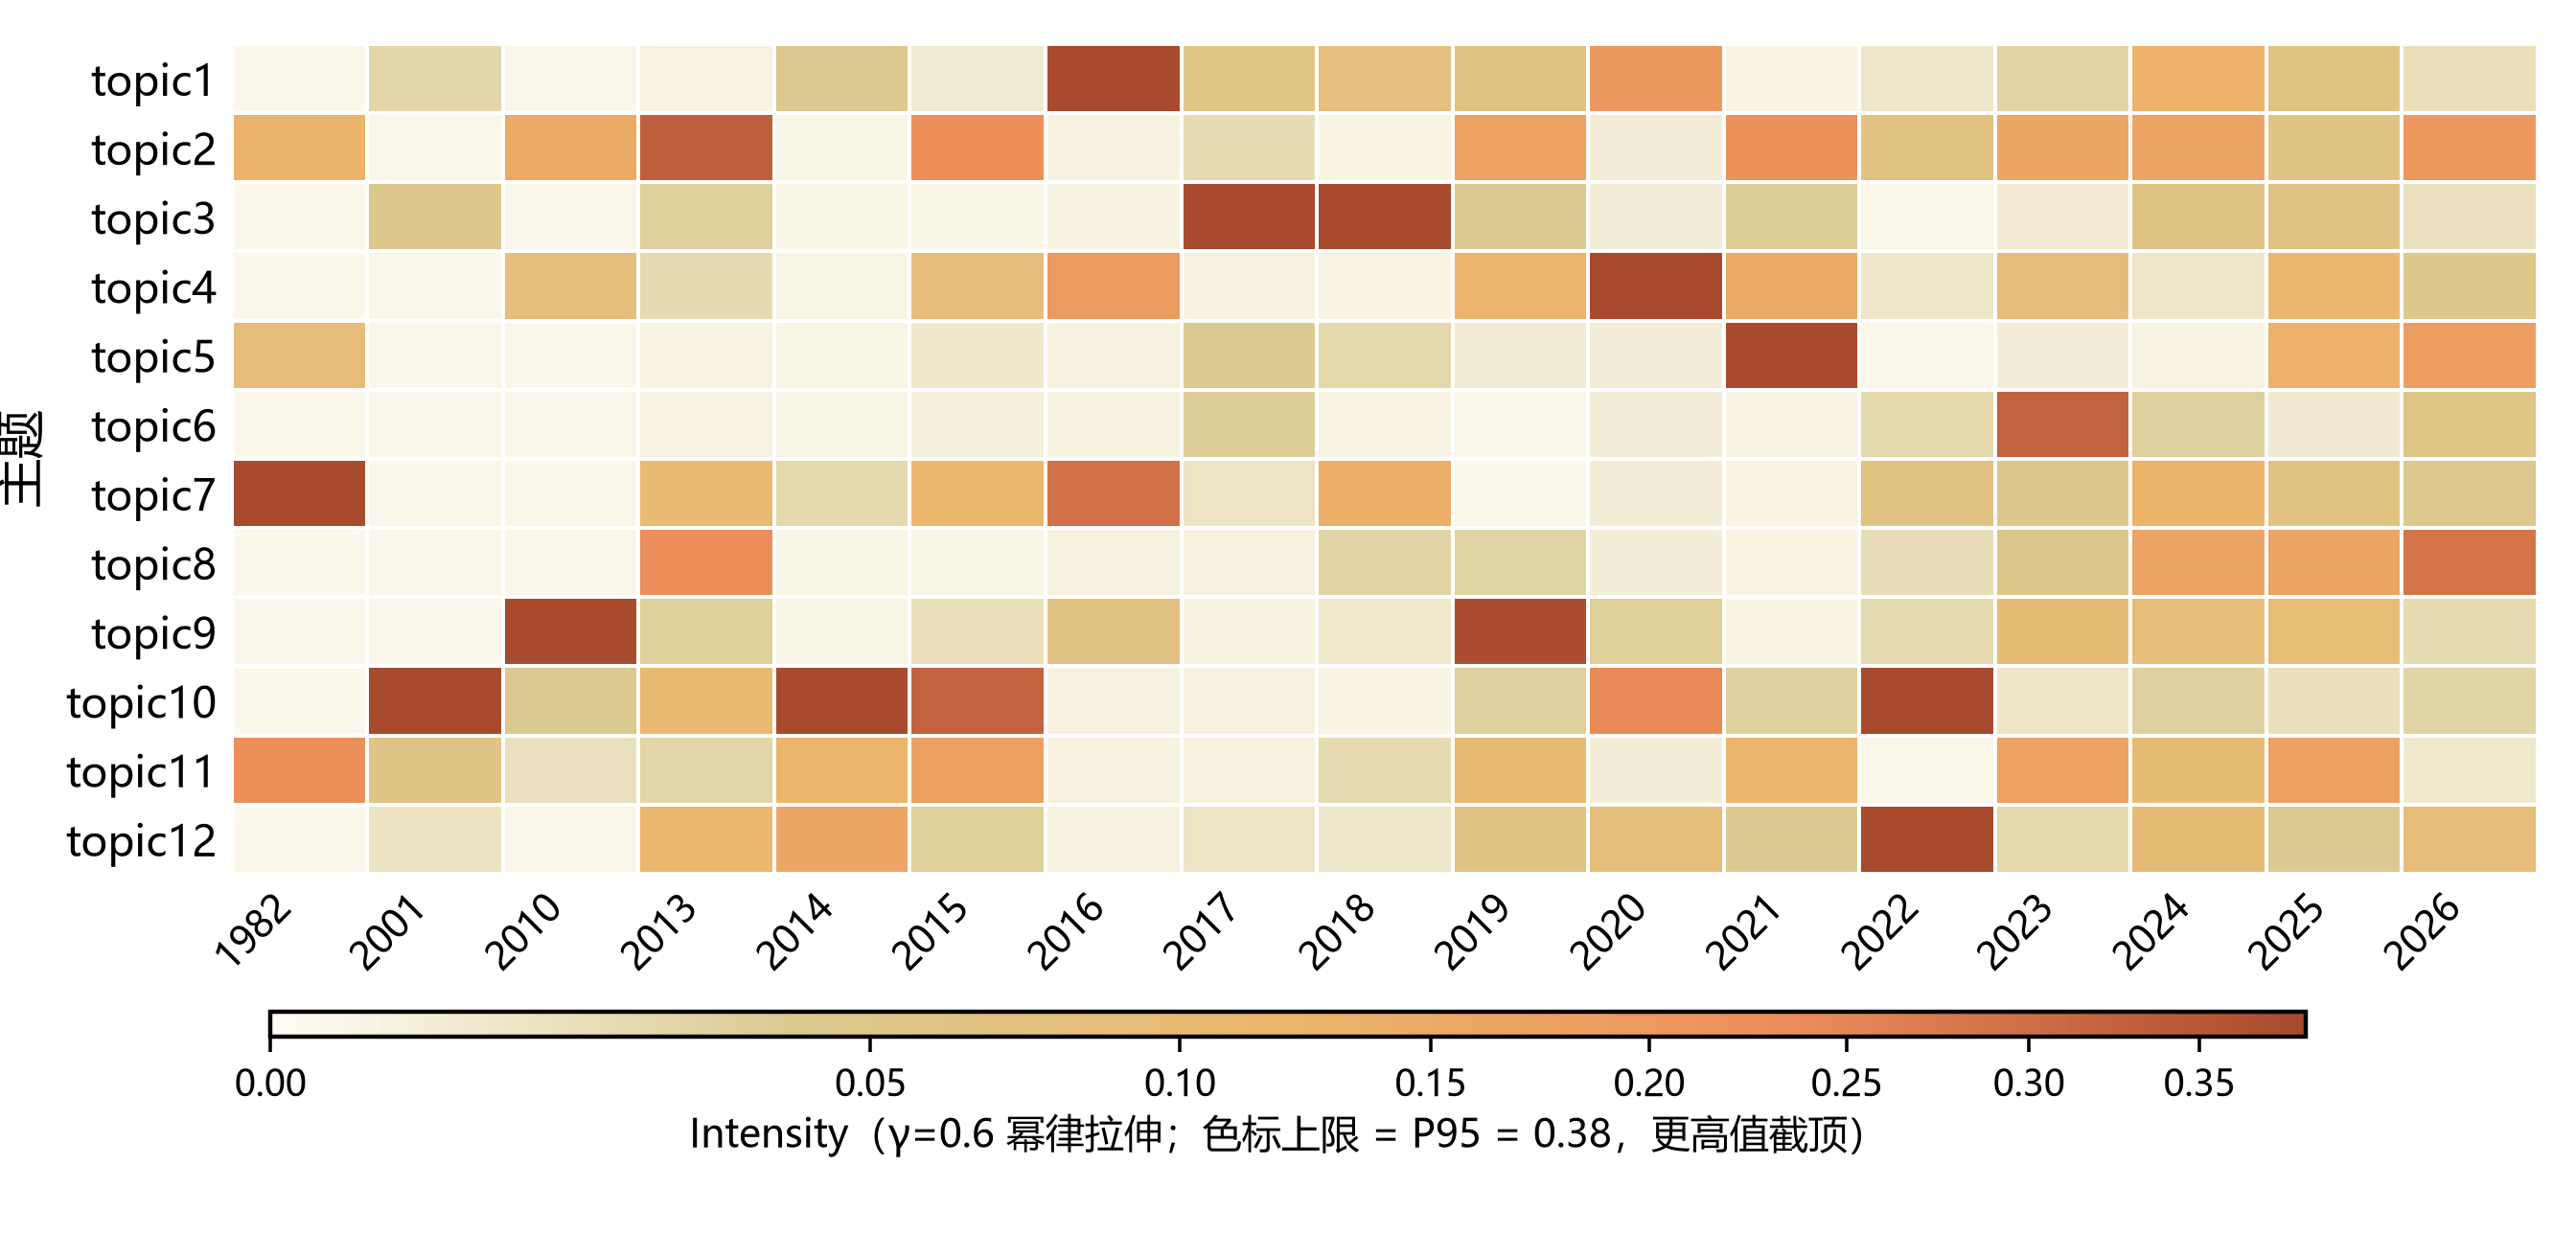 topic1
topic2
topic3
topic4
topic5
topic6
topic7
topic8
topic9
topic10
topic11
topic12
主题
1982 2001 2010 2013 2014 2015 2016 2017 2018 2019 2020 2021 2022 2023 2024 2025 2026
0.00 0.05 0.10 0.15 0.20 0.25 0.30 0.35
Intensity（γ=0.6 幂律拉伸；色标上限 = P95 = 0.38，更高值截顶）